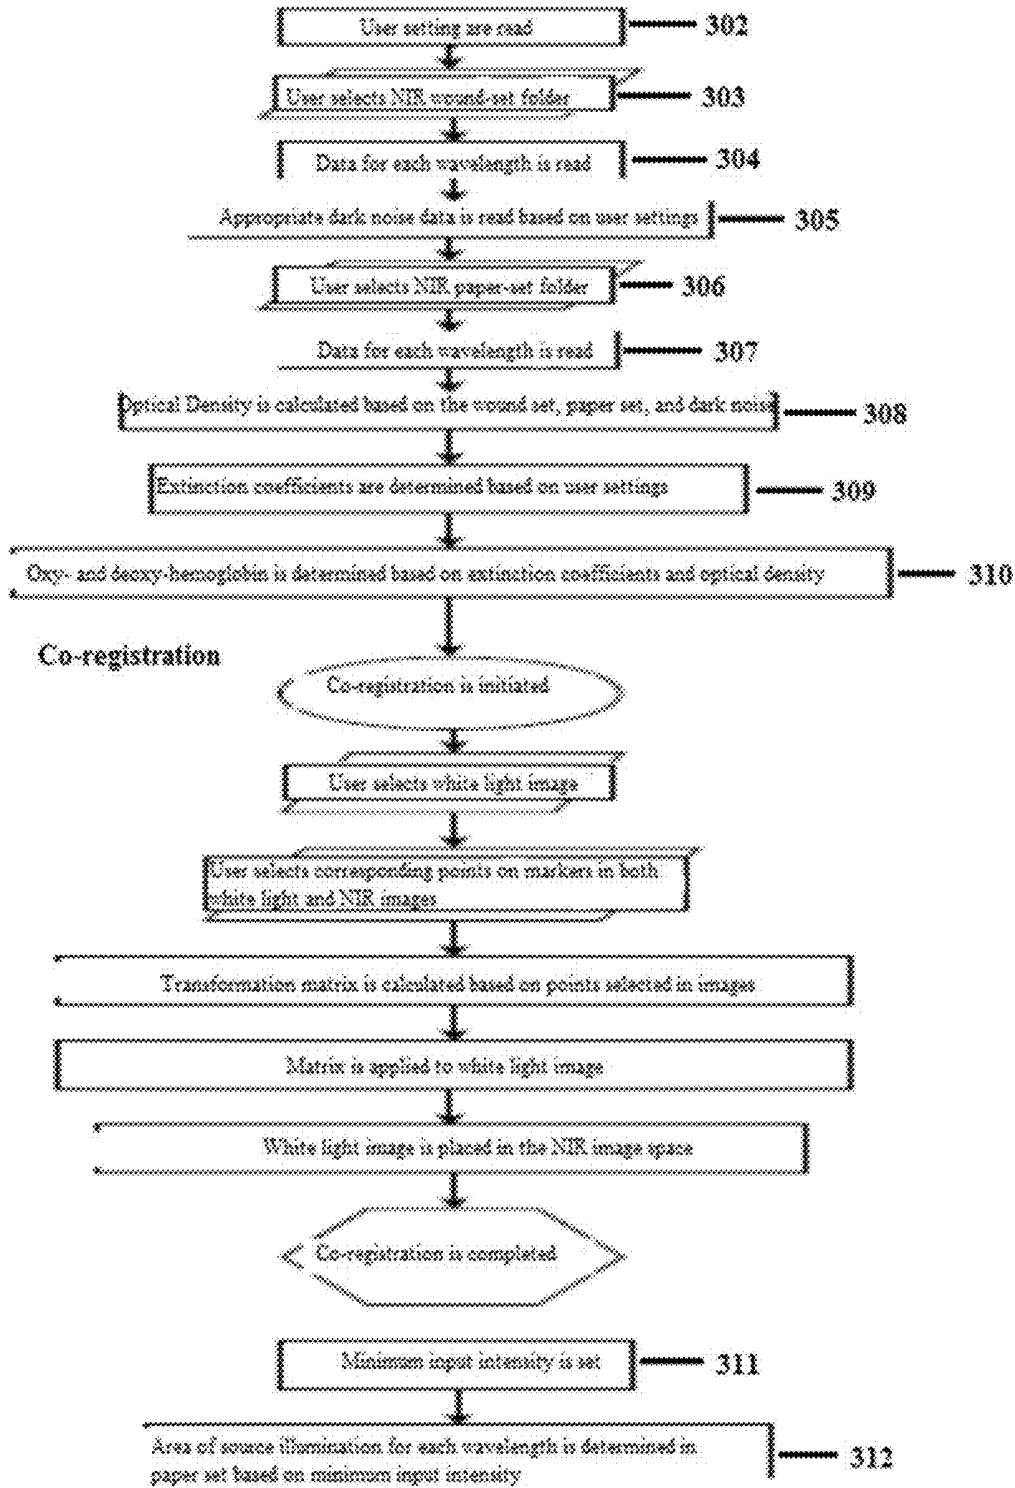 User setting are read 302
User selects NIR wound-set folder 303
Data for each wavelength is read 304
Appropriate dark noise data is read based on user settings 305
User selects NIR paper-set folder 306
Data for each wavelength is read 307
Optical Density is calculated based on the wound set, paper set, and dark noise 308
Extinction coefficients are determined based on user settings 309
Oxy- and deoxy-hemoglobin is determined based on extinction coefficients and optical density 310
Co-registration
Co-registration is initiated
User selects white light image
User selects corresponding points on markers in both
white light and NIR images
Transformation matrix is calculated based on points selected in images
Matrix is applied to white light image
White light image is placed in the NIR image space
Co-registration is completed
Minimum input intensity is set 311
Area of source illumination for each wavelength is determined in
paper set based on minimum input intensity 312